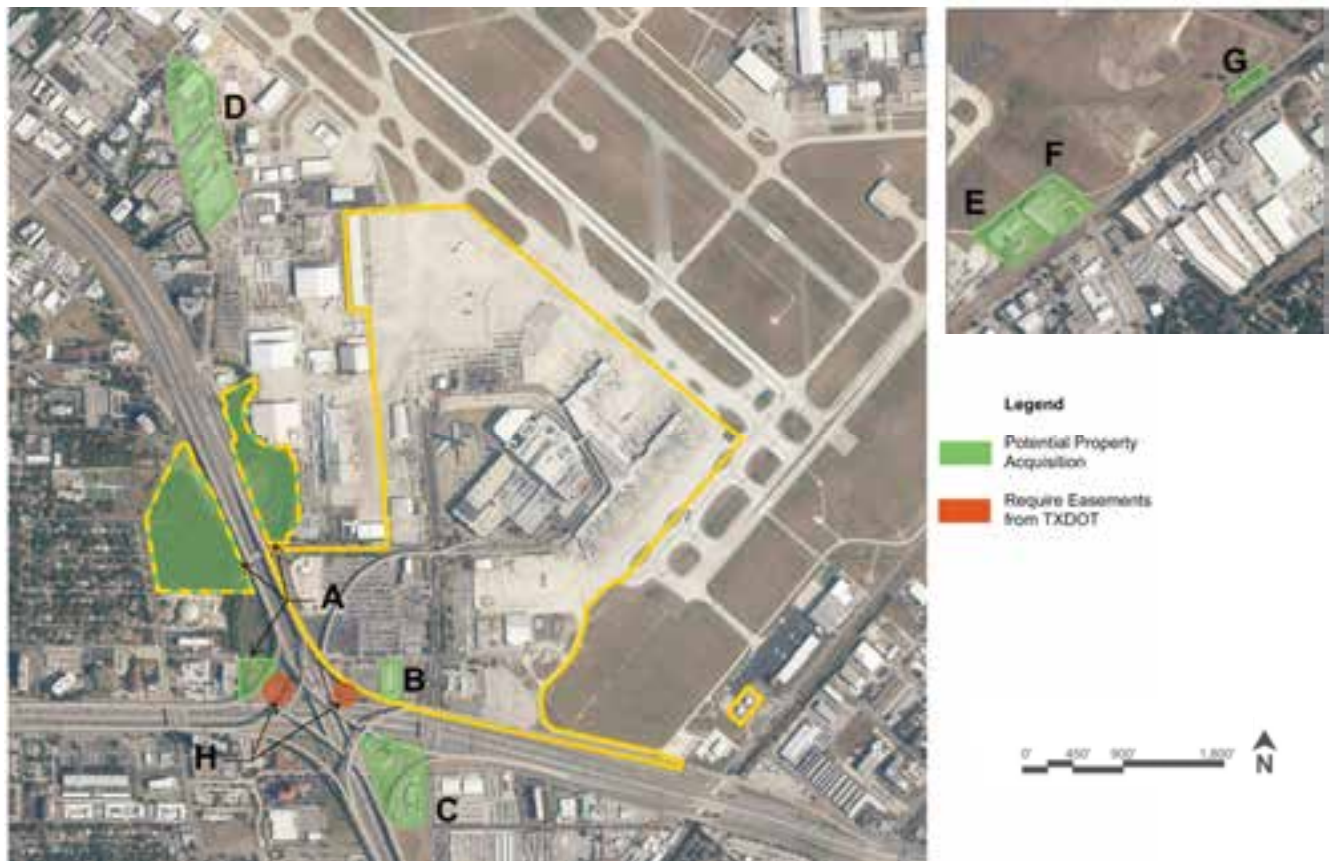 D
A
B
H
C
G
F
E
Legend
Potential Property
Acquisition
Require Easements
from TXDOT
0' 450' 900' 1,800'
N